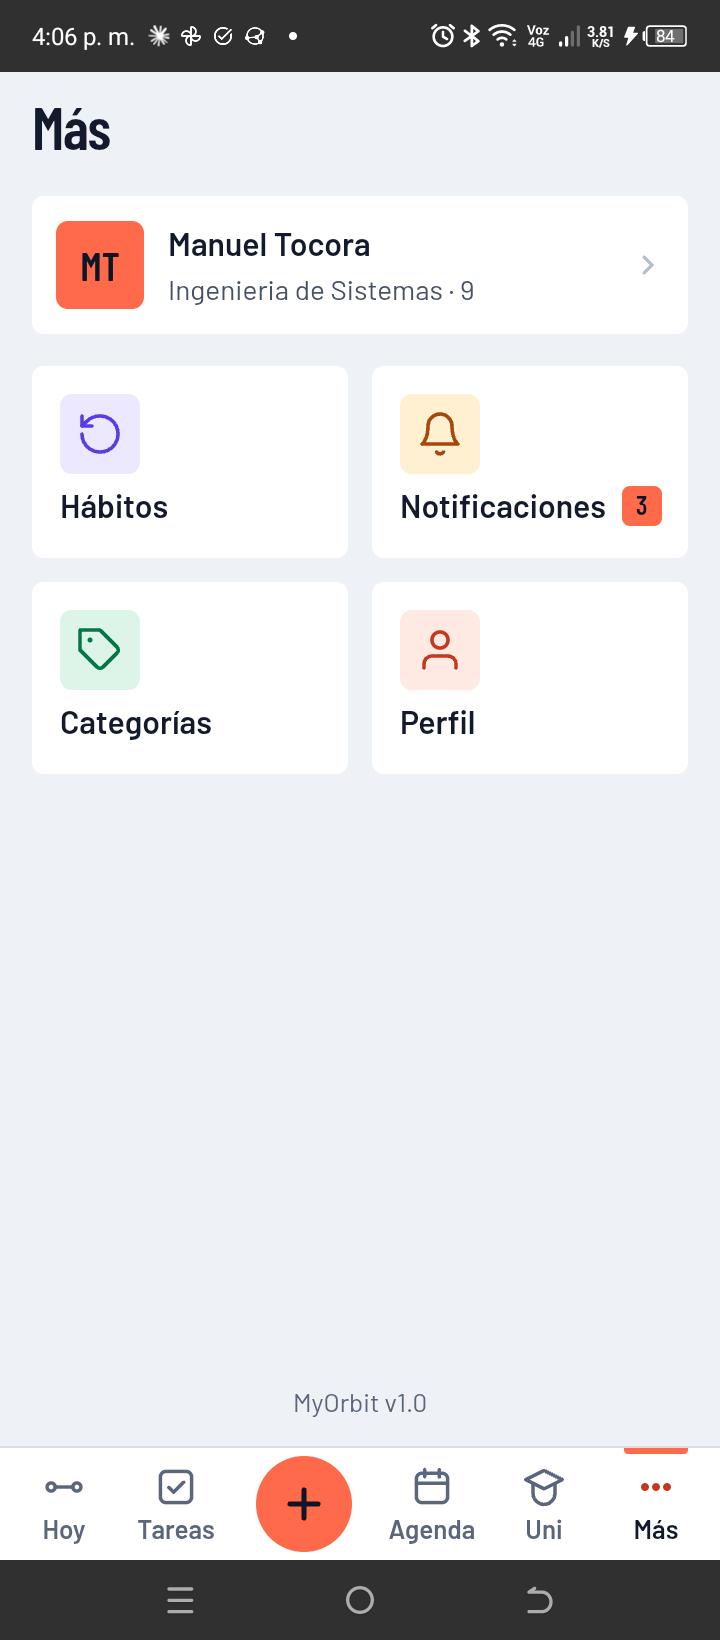 4:06 p. m.
Voz
4G
3.81
K/S
84
Más
MT
Manuel Tocora
Ingenieria de Sistemas · 9
Hábitos
Notificaciones 3
Categorías
Perfil
MyOrbit v1.0
Hoy
Tareas
Agenda
Uni
Más